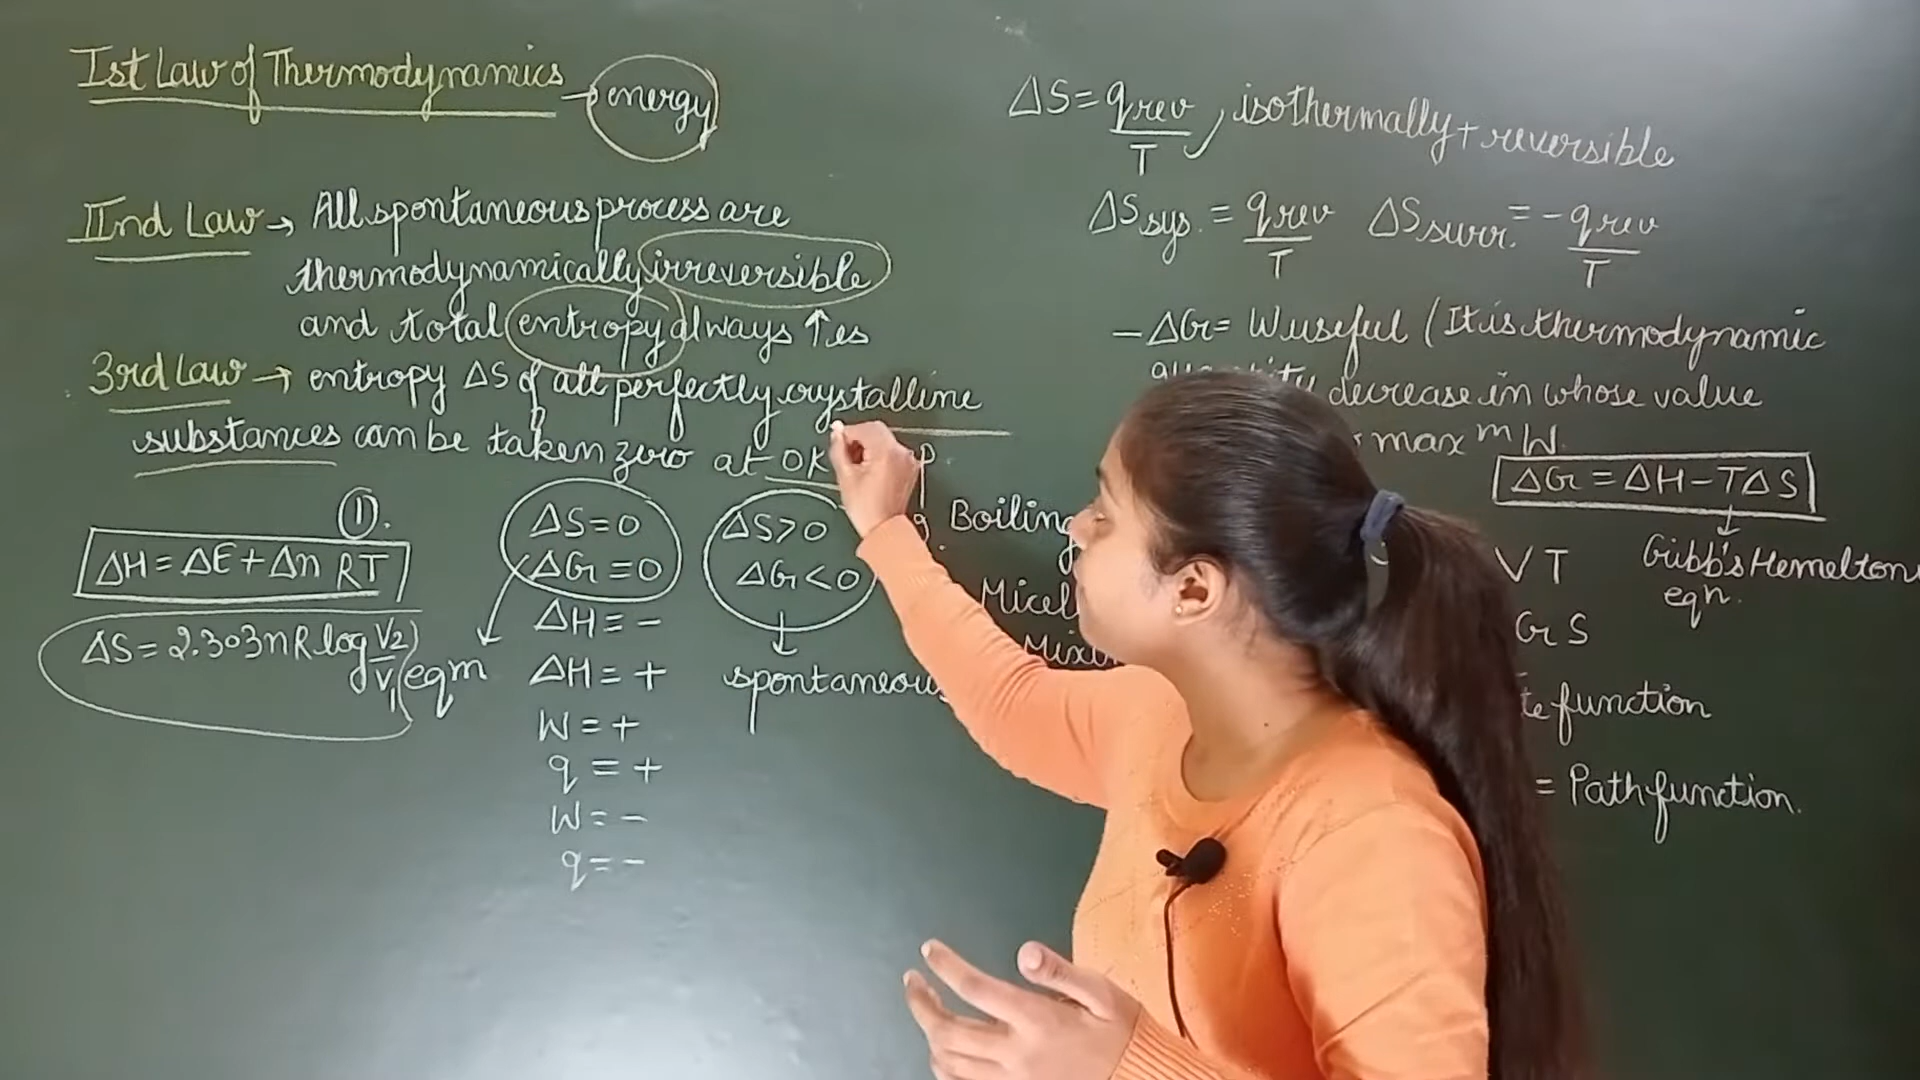 Ist Law of Thermodynamics → energy
IInd Law → All spontaneous process are
thermodynamically irreversible
and total entropy always ↑es
3rd Law → entropy ΔS of all perfectly crystalline
substances can be taken zero at 0K
①.
ΔH = ΔE + Δn RT
ΔS = 2.303nR log V2/V1
ΔS = 0
ΔG = 0
eqm
ΔH = -
ΔH = +
W = +
q = +
W = -
q = -
ΔS > 0
ΔG < 0
↓
spontaneous
Boiling
ΔS = qrev/T, isothermally + reversible
ΔSsys. = qrev/T ΔSsurr. = -qrev/T
-ΔG = Wuseful (It is thermodynamic
decrease in whose value
max^m W.
ΔG = ΔH - TΔS
↓
Gibb's Hemeltons
eqn.
V T
G S
function
= Path function.